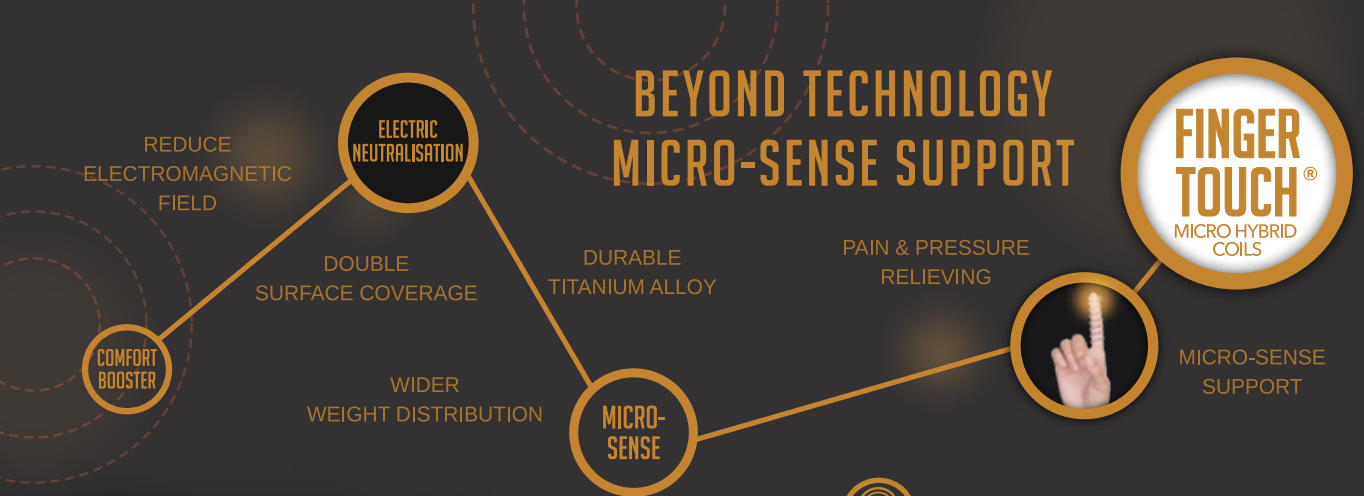 BEYOND TECHNOLOGY
MICRO-SENSE SUPPORT
FINGER
TOUCH®
MICRO HYBRID
COILS
ELECTRIC
NEUTRALISATION
REDUCE
ELECTROMAGNETIC
FIELD
DOUBLE
SURFACE COVERAGE
DURABLE
TITANIUM ALLOY
PAIN & PRESSURE
RELIEVING
COMFORT
BOOSTER
WIDER
WEIGHT DISTRIBUTION
MICRO-
SENSE
MICRO-SENSE
SUPPORT